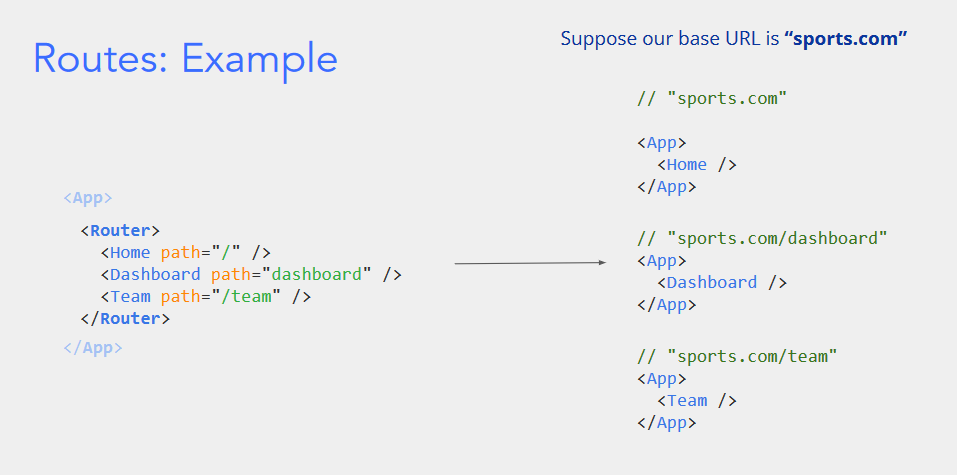 Routes: Example
<App>
<Router>
<Home path="/" />
<Dashboard path="dashboard" />
<Team path="/team" />
</Router>
</App>
Suppose our base URL is “sports.com”
// "sports.com"
<App>
<Home />
</App>
// "sports.com/dashboard"
<App>
<Dashboard />
</App>
// "sports.com/team"
<App>
<Team />
</App>